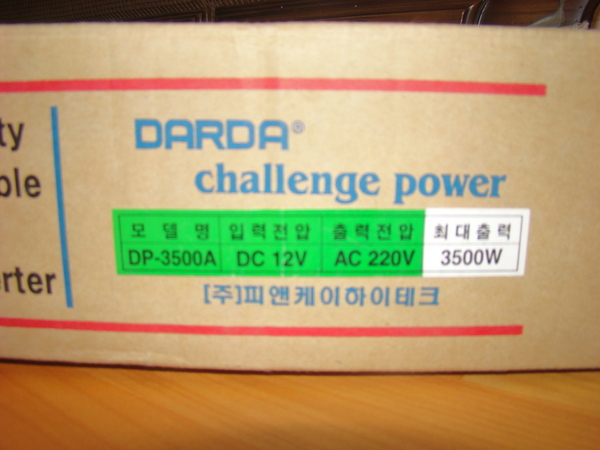 ty
ble
erter
DARDA®
challenge power
모델명 입력전압 출력전압 최대출력
DP-3500A DC 12V AC 220V 3500W
[주]피앤케이하이테크